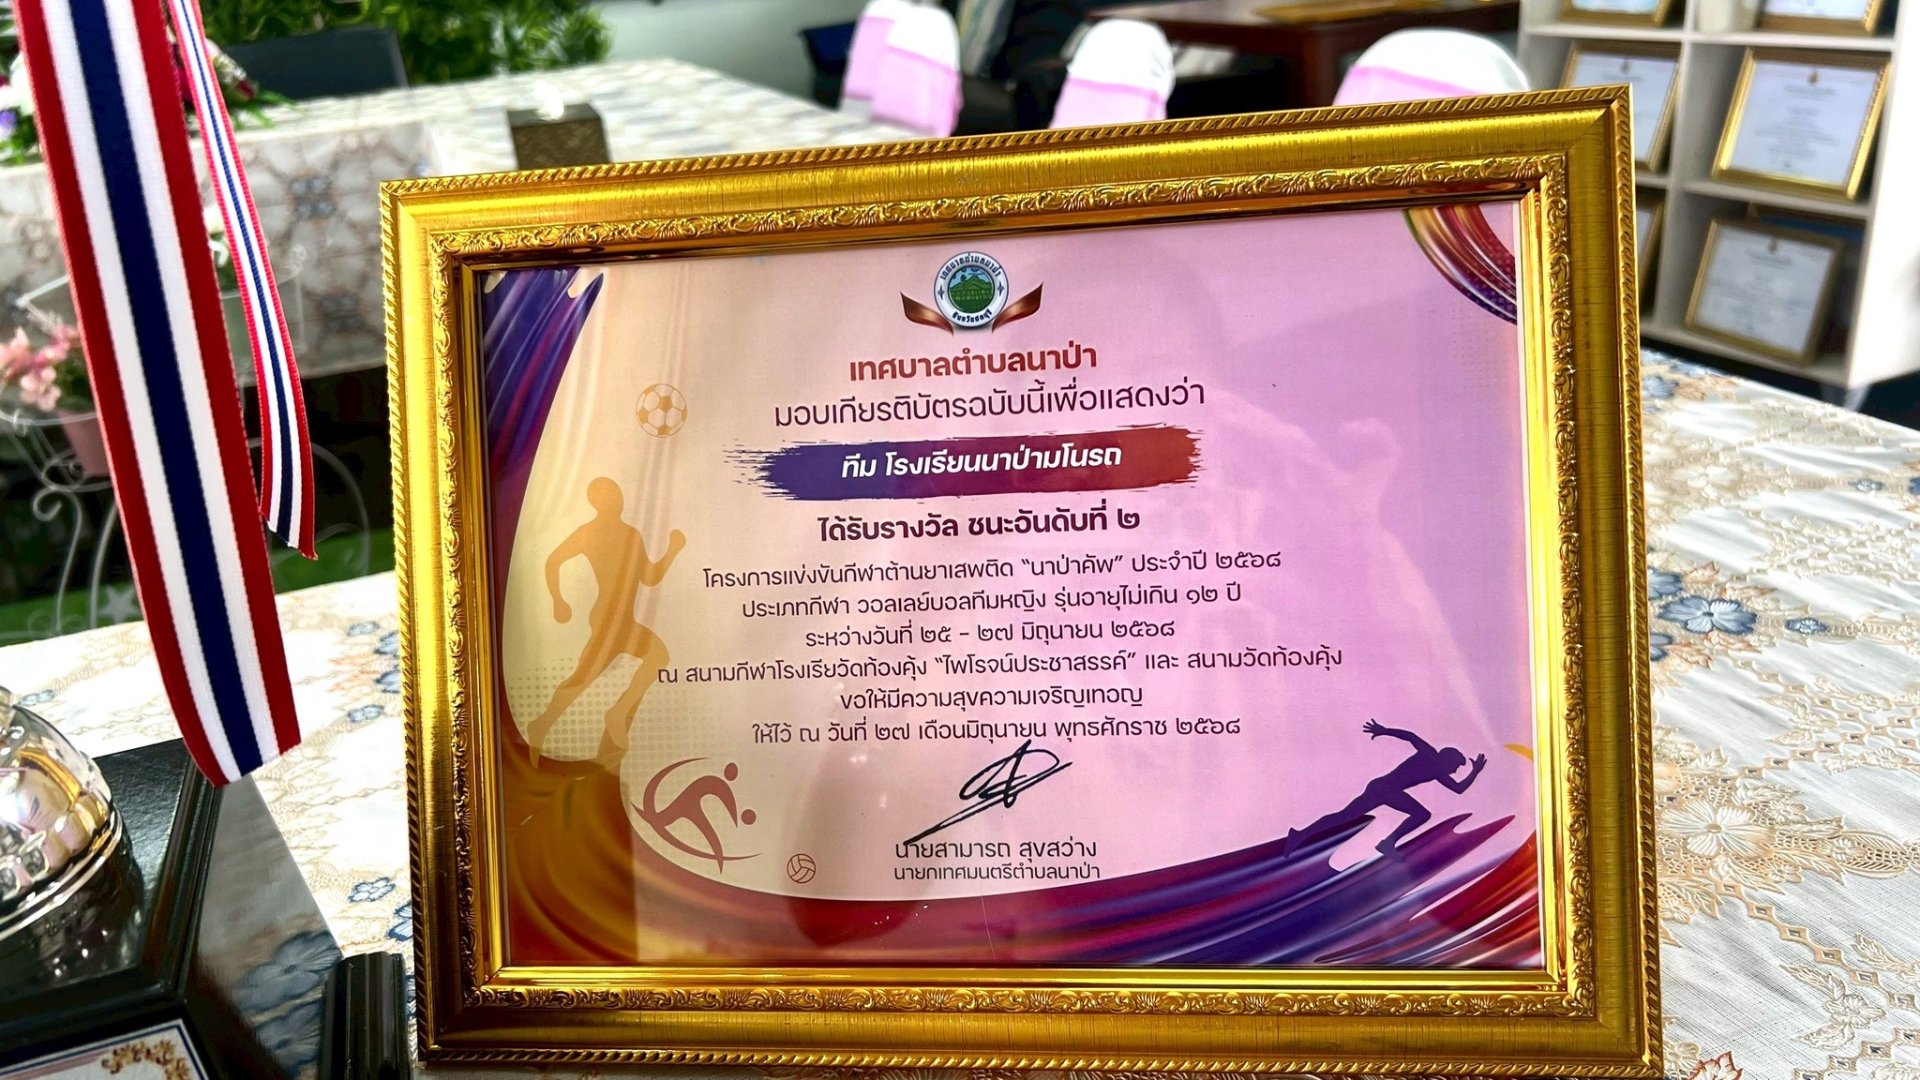 เทศบาลตำบลนาป่า
เทศบาลตำบลนาป่า
มอบเกียรติบัตรฉบับนี้เพื่อแสดงว่า
ทีม โรงเรียนนาป่ามโนรถ
ได้รับรางวัล ชนะอันดับที่ ๒
โครงการแข่งขันกีฬาต้านยาเสพติด “นาป่าคัพ” ประจำปี ๒๕๖๘
ประเภทกีฬา วอลเลย์บอลทีมหญิง รุ่นอายุไม่เกิน ๑๒ ปี
ระหว่างวันที่ ๒๕ - ๒๗ มิถุนายน ๒๕๖๘
ณ สนามกีฬาโรงเรียวัดท้องคุ้ง “ไพโรจน์ประชาสรรค์” และ สนามวัดท้องคุ้ง
ขอให้มีความสุขความเจริญเทอญ
ให้ไว้ ณ วันที่ ๒๗ เดือนมิถุนายน พุทธศักราช ๒๕๖๘
นายสามารถ สุขสว่าง
นายกเทศมนตรีตำบลนาป่า